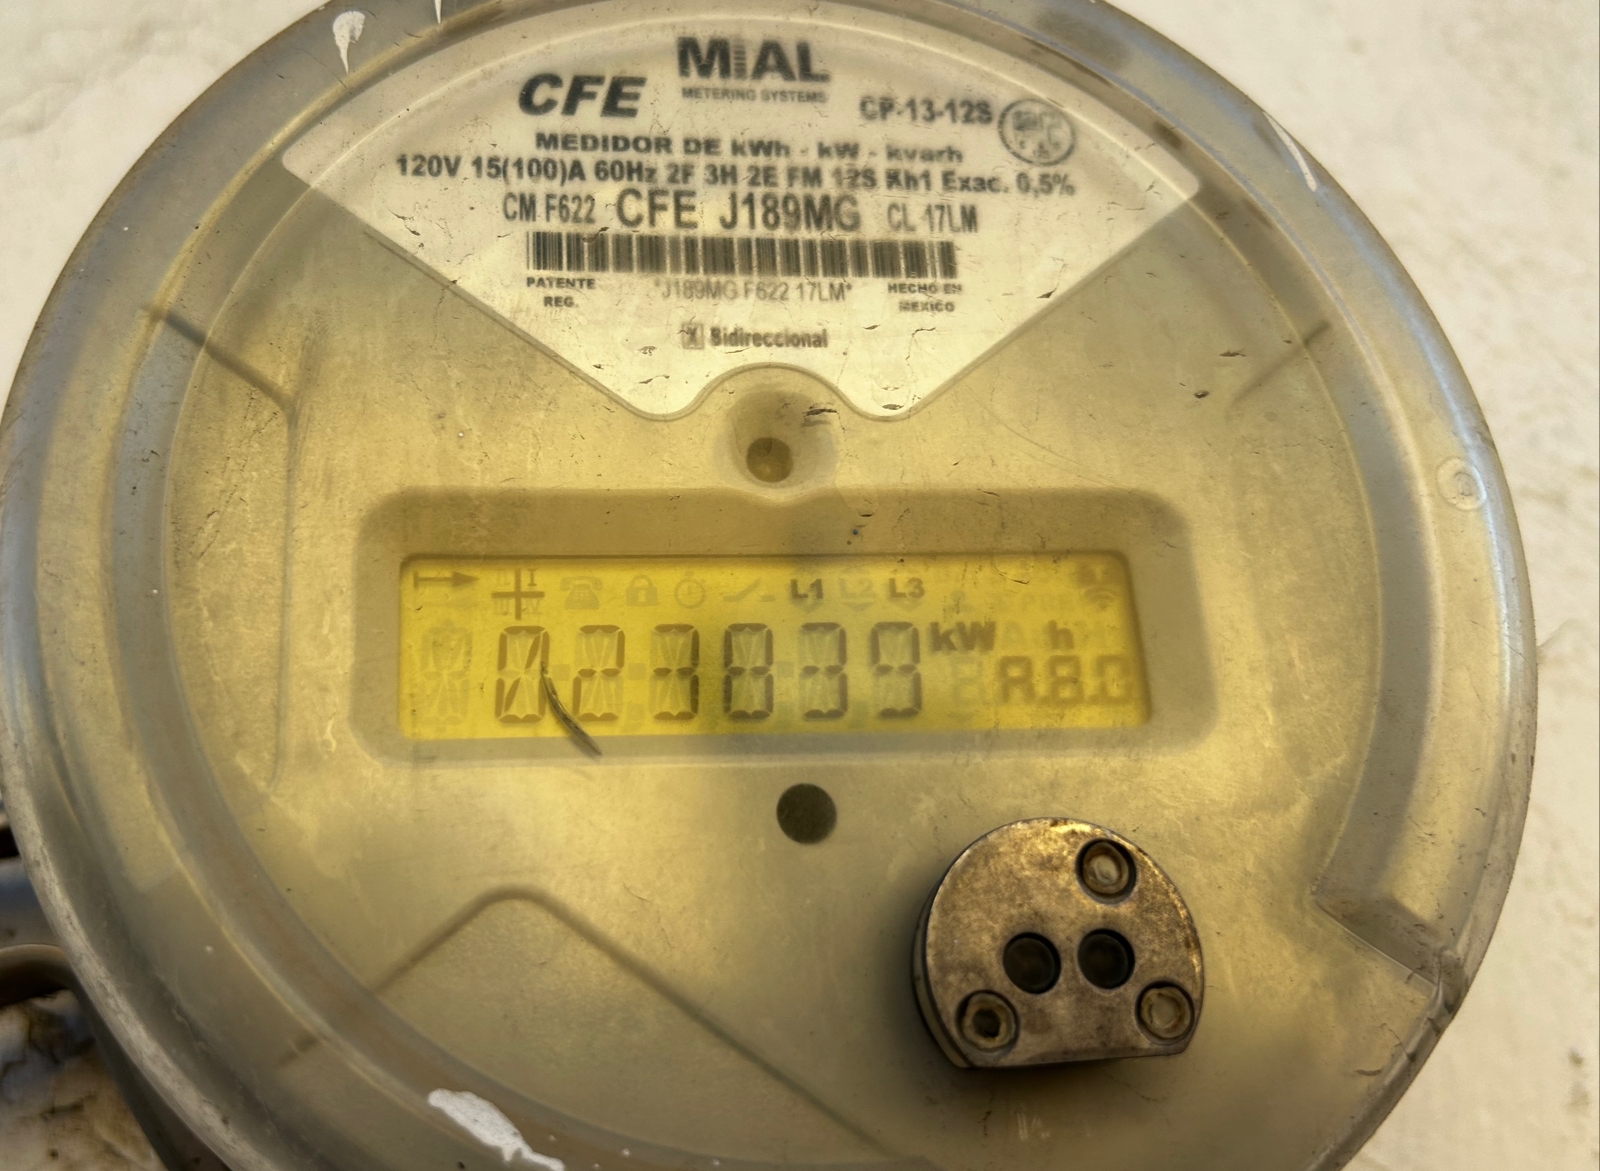 MIAL
METERING SYSTEMS
CFE
CP-13-12S
MEDIDOR DE kWh - kW - kvarh
120V 15(100)A 60Hz 2F 3H 2E FM 12S Kh1 Exac. 0,5%
CM F622 CFE J189MG CL 17LM
PATENTE REG.
*J189MG F622 17LM*
HECHO EN MEXICO
X Bidireccional
L1 L2 L3
023839 kWh